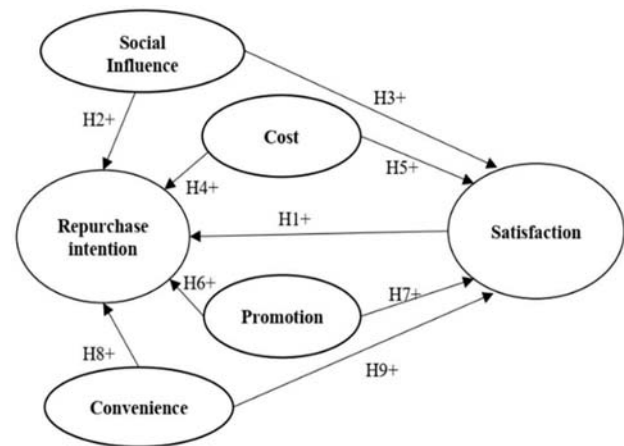 Social
Influence
H3+
H2+
Cost
H5+
H4+
Repurchase
intention
H1+
Satisfaction
H6+
Promotion
H7+
H8+
H9+
Convenience